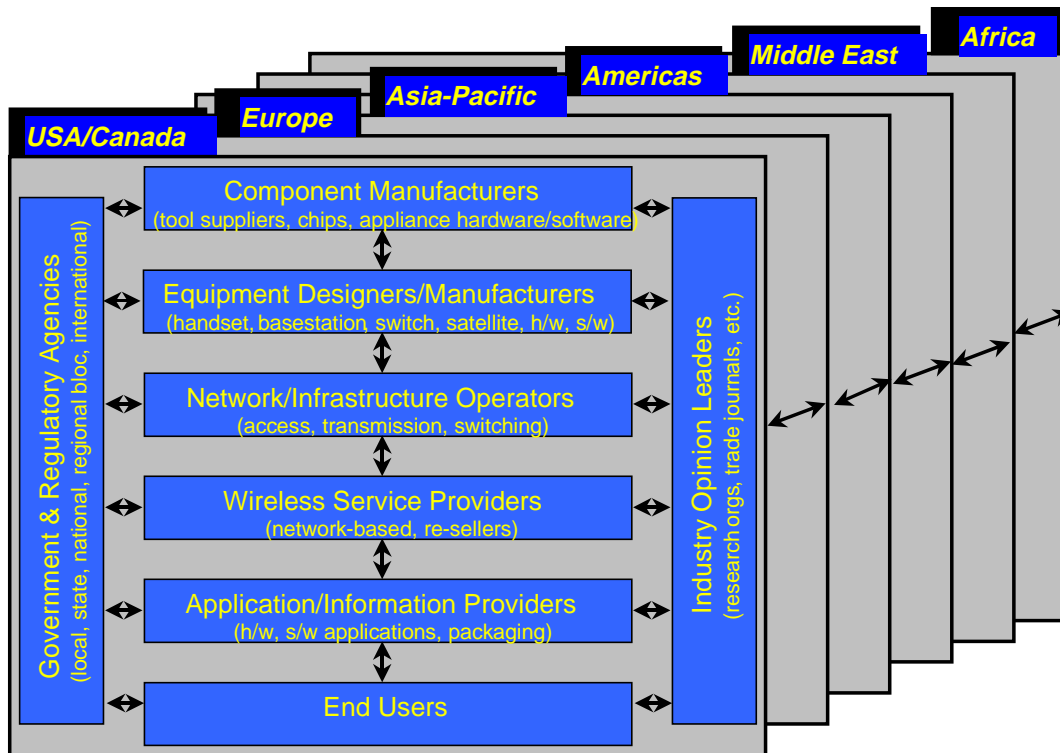 Africa
Middle East
Americas
Asia-Pacific
Europe
USA/Canada
Component Manufacturers
(tool suppliers, chips, appliance hardware/software)
Equipment Designers/Manufacturers
(handset, basestation, switch, satellite, h/w, s/w)
Network/Infrastructure Operators
(access, transmission, switching)
Wireless Service Providers
(network-based, re-sellers)
Application/Information Providers
(h/w, s/w applications, packaging)
End Users
Government & Regulatory Agencies
(local, state, national, regional bloc, international)
Industry Opinion Leaders
(research orgs, trade journals, etc.)